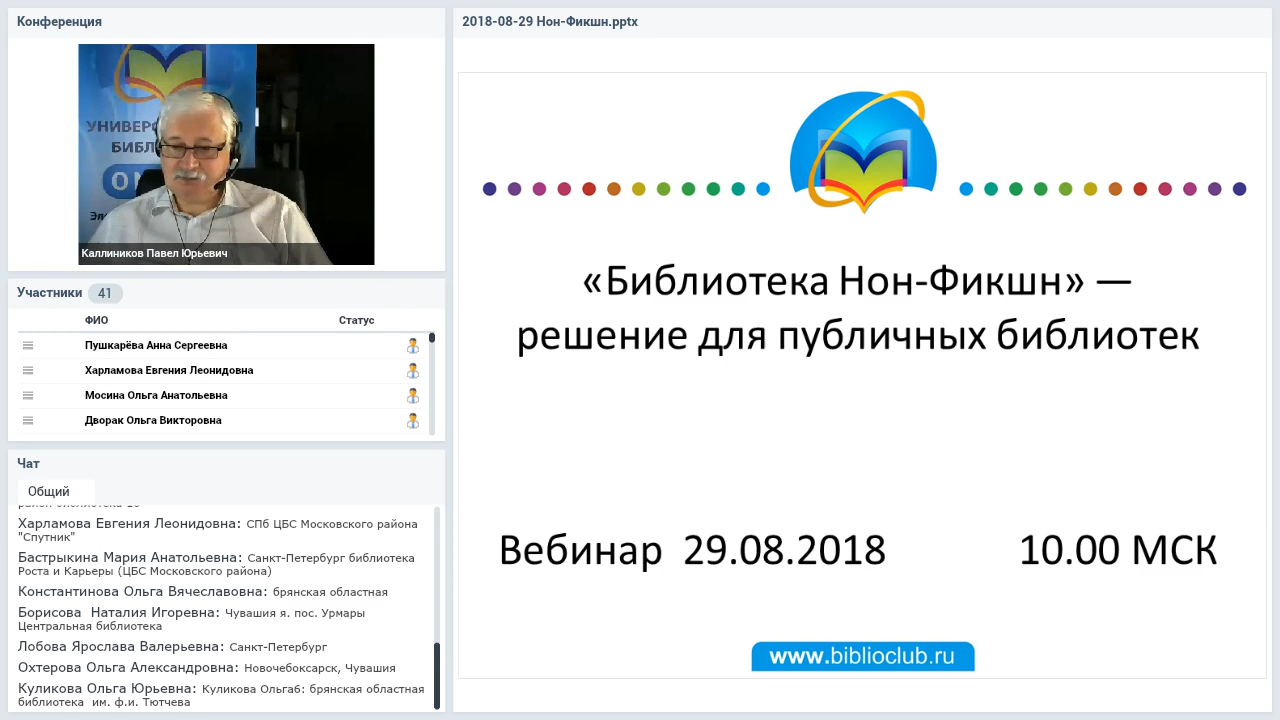 Конференция
УНИВЕР
БИБЛ
Каллиников Павел Юрьевич
Участники 41
ФИО Статус
Пушкарёва Анна Сергеевна
Харламова Евгения Леонидовна
Мосина Ольга Анатольевна
Дворак Ольга Викторовна
Чат
Общий
Харламова Евгения Леонидовна: СПб ЦБС Московского района
"Спутник"
Бастрыкина Мария Анатольевна: Санкт-Петербург библиотека
Роста и Карьеры (ЦБС Московского района)
Константинова Ольга Вячеславовна: брянская областная
Борисова  Наталия Игоревна: Чувашия я. пос. Урмары
Центральная библиотека
Лобова Ярослава Валерьевна: Санкт-Петербург
Охтерова Ольга Александровна: Новочебоксарск, Чувашия
Куликова Ольга Юрьевна: Куликова Ольгаб: брянская областная
библиотека  им. ф.и. Тютчева
2018-08-29 Нон-Фикшн.pptx
«Библиотека Нон-Фикшн» —
решение для публичных библиотек
Вебинар 29.08.2018 10.00 МСК
www.biblioclub.ru